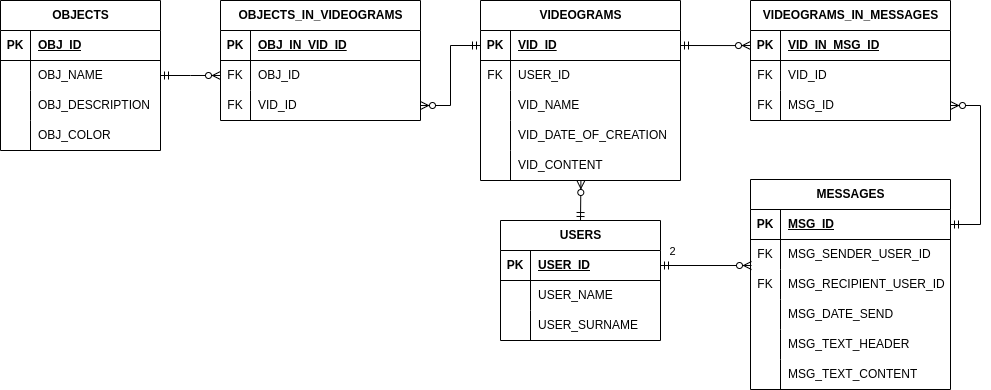 OBJECTS
PK OBJ_ID
OBJ_NAME
OBJ_DESCRIPTION
OBJ_COLOR
OBJECTS_IN_VIDEOGRAMS
PK OBJ_IN_VID_ID
FK OBJ_ID
FK VID_ID
VIDEOGRAMS
PK VID_ID
FK USER_ID
VID_NAME
VID_DATE_OF_CREATION
VID_CONTENT
VIDEOGRAMS_IN_MESSAGES
PK VID_IN_MSG_ID
FK VID_ID
FK MSG_ID
USERS
PK USER_ID
USER_NAME
USER_SURNAME
2
MESSAGES
PK MSG_ID
FK MSG_SENDER_USER_ID
FK MSG_RECIPIENT_USER_ID
MSG_DATE_SEND
MSG_TEXT_HEADER
MSG_TEXT_CONTENT